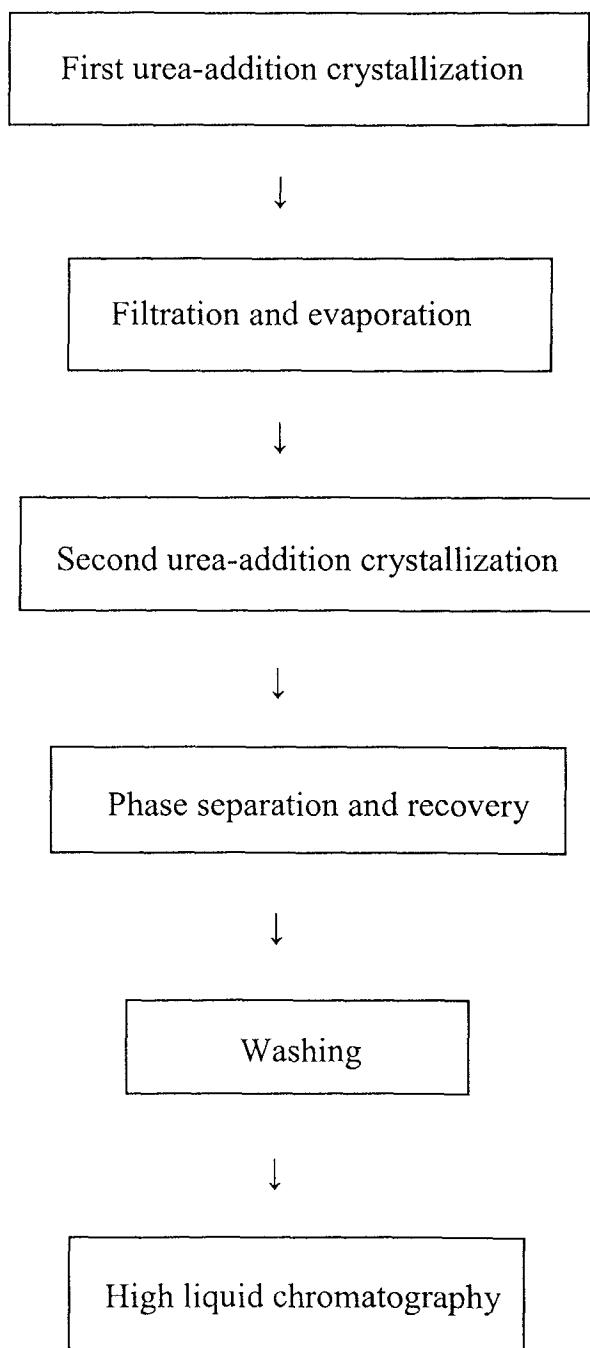 First urea-addition crystallization
↓
Filtration and evaporation
↓
Second urea-addition crystallization
↓
Phase separation and recovery
↓
Washing
↓
High liquid chromatography